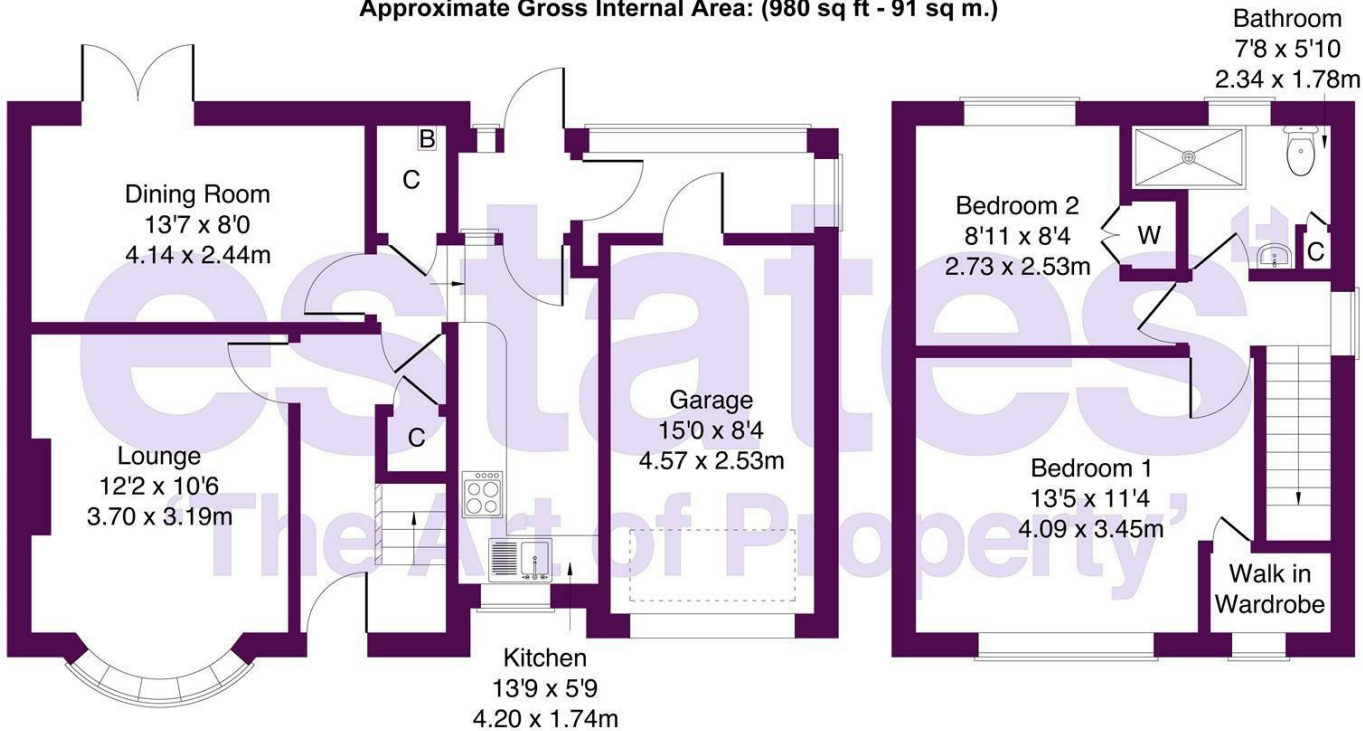 Approximate Gross Internal Area: (980 sq ft - 91 sq m.)
Bathroom
7'8 x 5'10
2.34 x 1.78m
Dining Room
13'7 x 8'0
4.14 x 2.44m
B
C
Bedroom 2
8'11 x 8'4
2.73 x 2.53m
W
C
Lounge
12'2 x 10'6
3.70 x 3.19m
C
Garage
15'0 x 8'4
4.57 x 2.53m
Bedroom 1
13'5 x 11'4
4.09 x 3.45m
Walk in
Wardrobe
Kitchen
13'9 x 5'9
4.20 x 1.74m
estates
'The Art of Property'